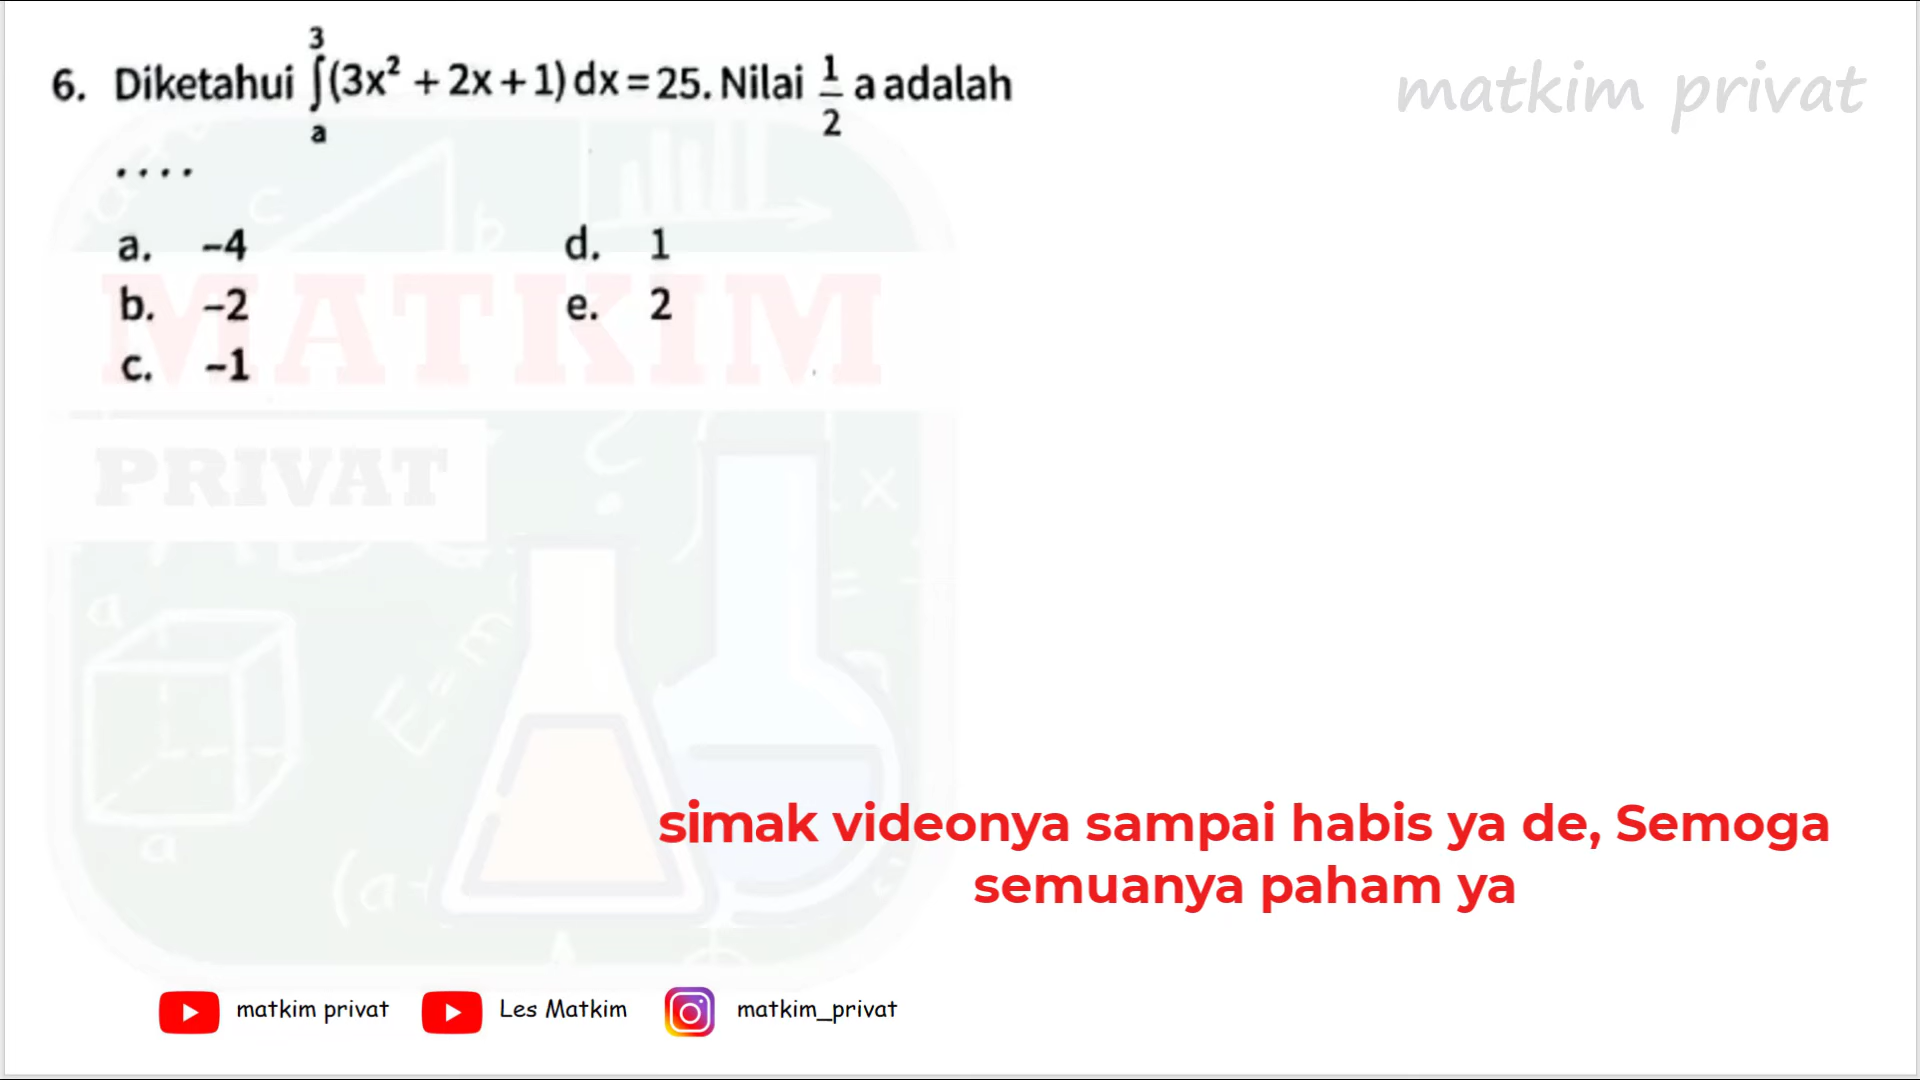 6. Diketahui ∫₍ₐ₎³(3x² + 2x + 1) dx = 25. Nilai 1/2 a adalah
....
a. –4
b. –2
c. –1
d. 1
e. 2
matkim privat
MATKIM
PRIVAT
simak videonya sampai habis ya de, Semoga
semuanya paham ya
matkim privat
Les Matkim
matkim_privat